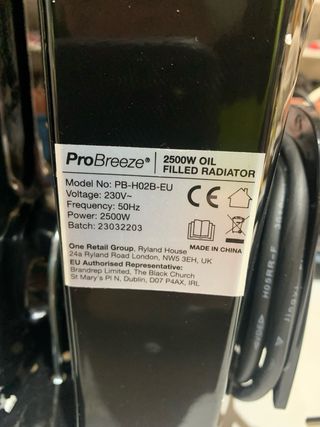 ProBreeze®
2500W OIL
FILLED RADIATOR
Model No: PB-H02B-EU
Voltage: 230V~
Frequency: 50Hz
Power: 2500W
Batch: 23032203
CE
MADE IN CHINA
One Retail Group, Ryland House
24a Ryland Road London, NW5 3EH, UK
EU Authorised Representative:
Brandrep Limited, The Black Church
St Mary's Pl N, Dublin, D07 P4AX, IRL
H05RR-F